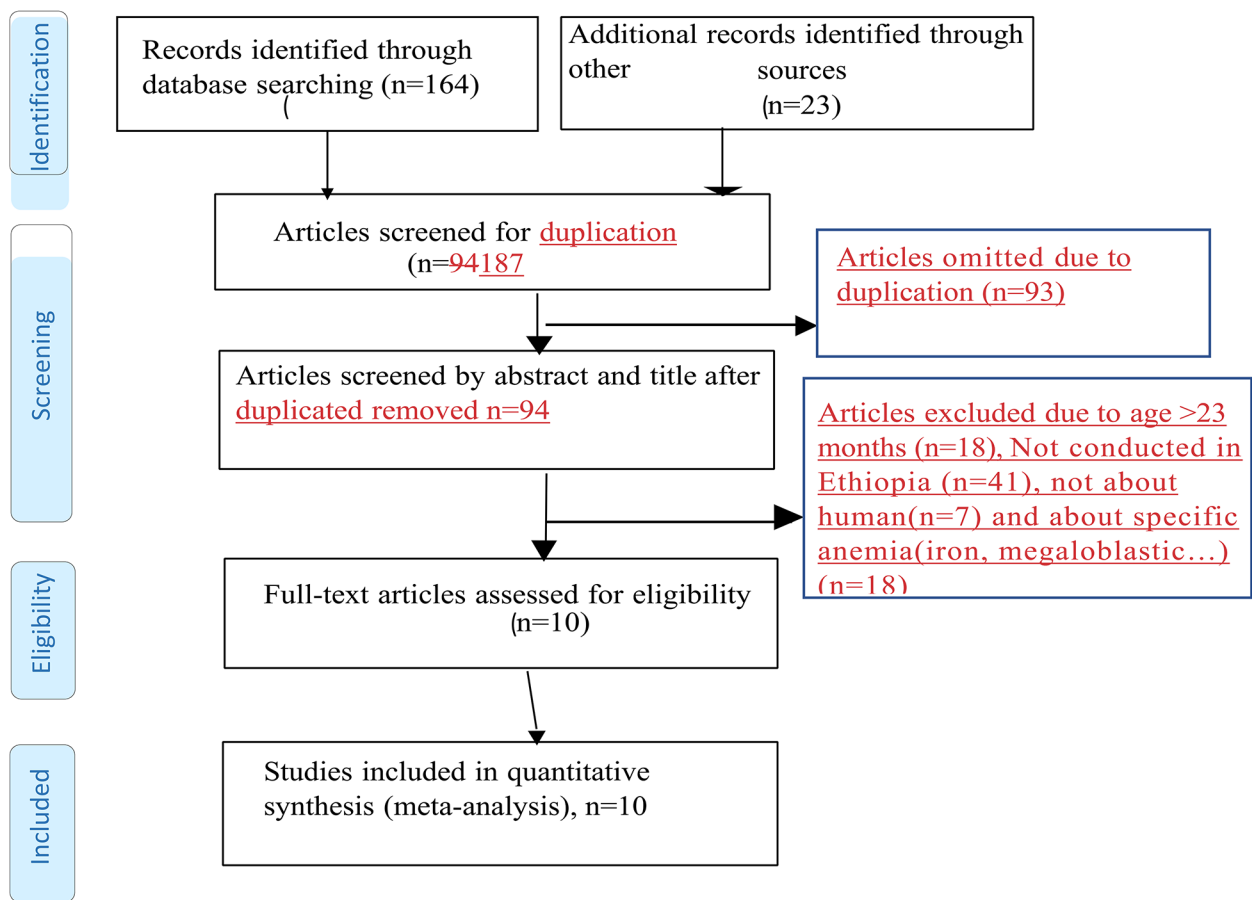 Identification
Records identified through
database searching (n=164)
(
Additional records identified through
other sources
(n=23)
Articles screened for duplication
(n=94187
Screening
Articles omitted due to
duplication (n=93)
Articles screened by abstract and title after
duplicated removed n=94
Articles excluded due to age >23
months (n=18), Not conducted in
Ethiopia (n=41), not about
human(n=7) and about specific
anemia(iron, megaloblastic…)
(n=18)
Eligibility
Full-text articles assessed for eligibility
(n=10)
Included
Studies included in quantitative
synthesis (meta-analysis), n=10